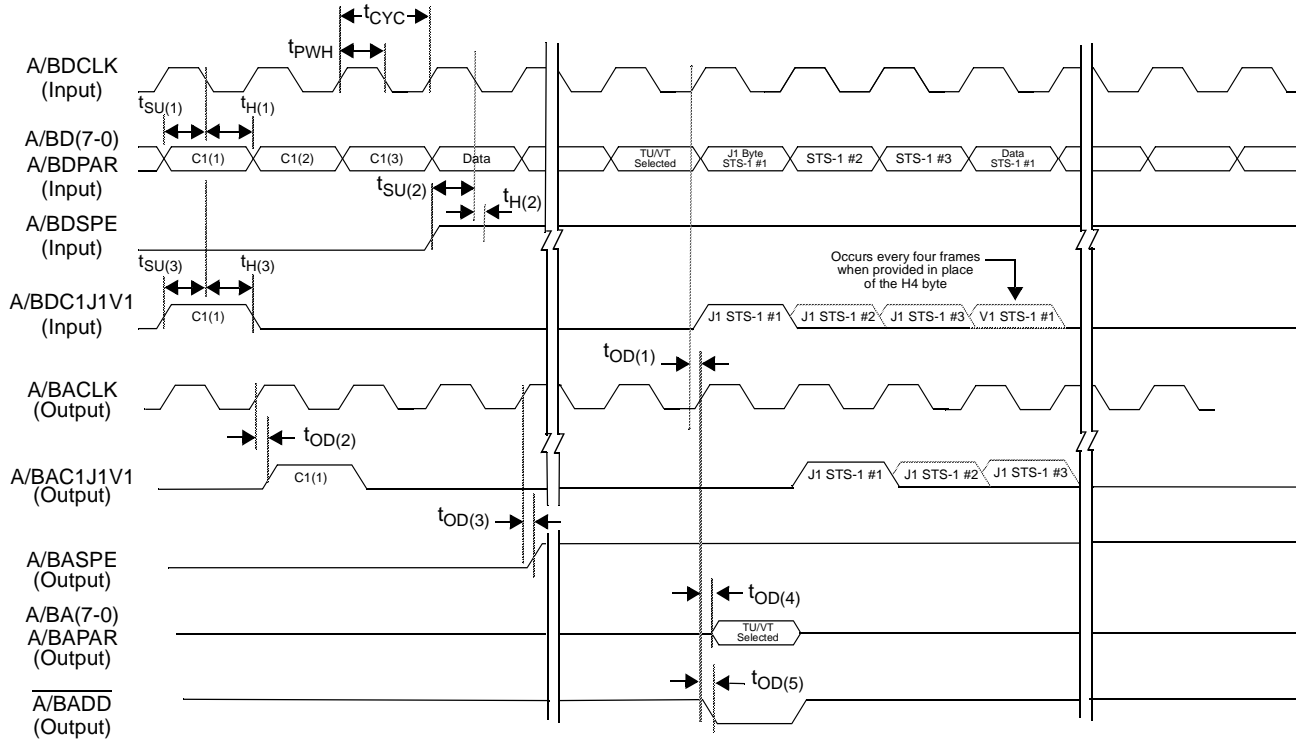 tCYC
tPWH
A/BDCLK
(Input)
tSU(1)
tH(1)
A/BD(7-0)
A/BDPAR
(Input)
C1(1)
C1(2)
C1(3)
Data
TU/VT
Selected
J1 Byte
STS-1 #1
STS-1 #2
STS-1 #3
Data
STS-1 #1
tSU(2)
tH(2)
A/BDSPE
(Input)
tSU(3)
tH(3)
Occurs every four frames
when provided in place
of the H4 byte
A/BDC1J1V1
(Input)
C1(1)
J1 STS-1 #1
J1 STS-1 #2
J1 STS-1 #3
V1 STS-1 #1
tOD(1)
A/BACLK
(Output)
tOD(2)
A/BAC1J1V1
(Output)
C1(1)
J1 STS-1 #1
J1 STS-1 #2
J1 STS-1 #3
tOD(3)
A/BASPE
(Output)
tOD(4)
A/BA(7-0)
A/BAPAR
(Output)
TU/VT
Selected
tOD(5)
A/BADD
(Output)